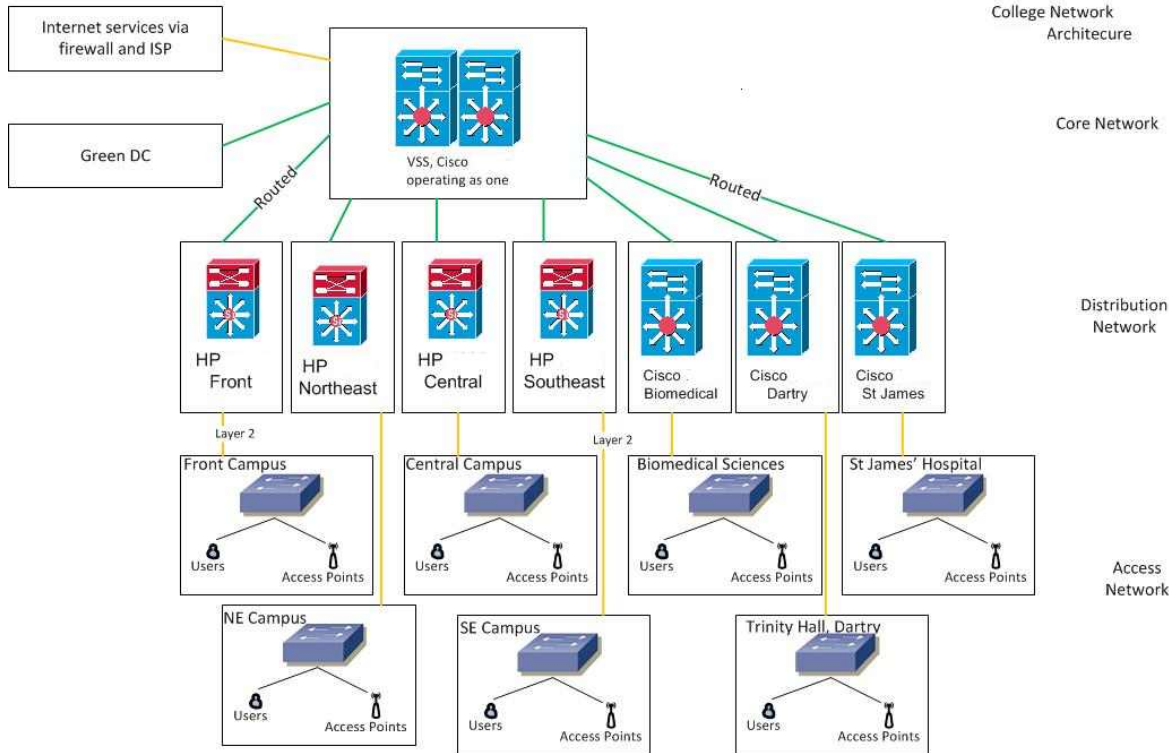 College Network
Architecure
Internet services via
firewall and ISP
Core Network
Green DC
VSS, Cisco
operating as one
Routed
Routed
Distribution
Network
HP
Front
HP
Northeast
HP
Central
HP
Southeast
Cisco
Biomedical
Cisco
Dartry
Cisco
St James
Layer 2
Layer 2
Front Campus
Users
Access Points
Central Campus
Users
Access Points
Biomedical Sciences
Users
Access Points
St James' Hospital
Users
Access Points
Access
Network
NE Campus
Users
Access Points
SE Campus
Users
Access Points
Trinity Hall, Dartry
Users
Access Points